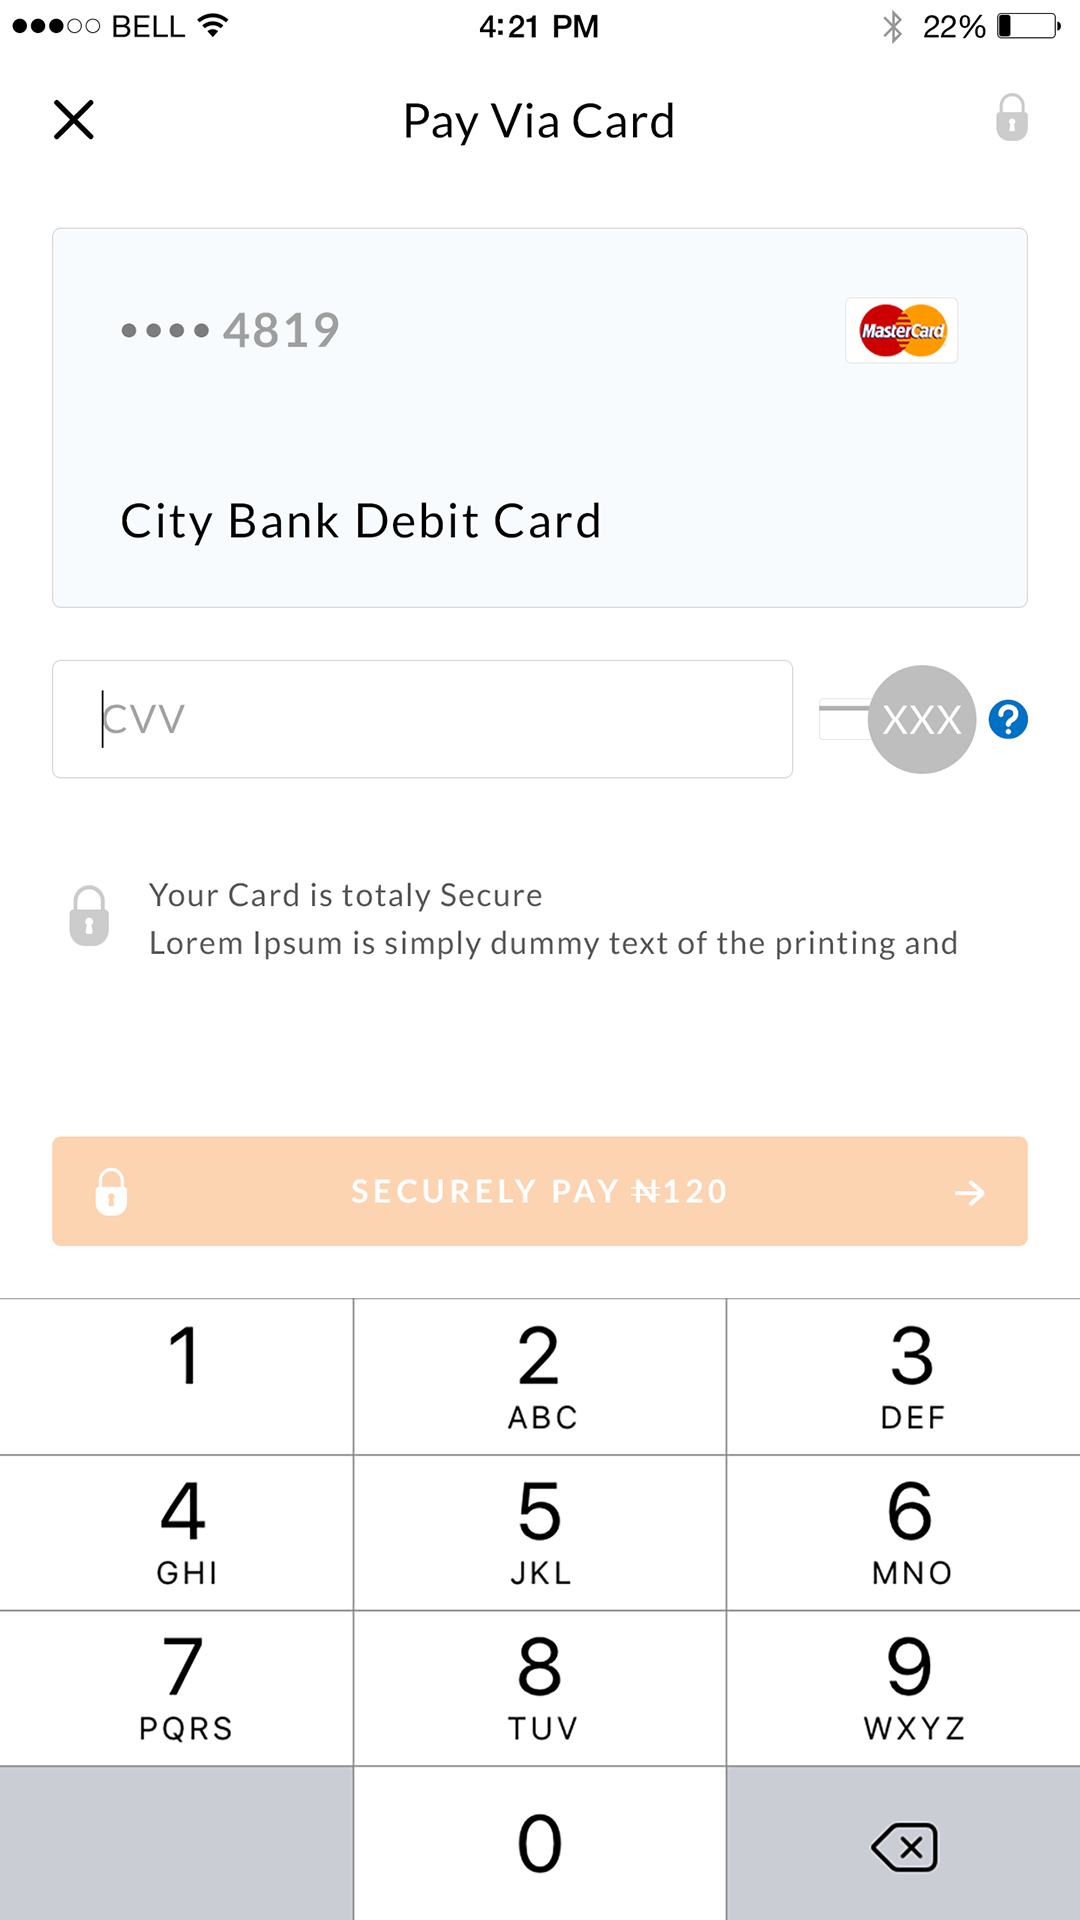 BELL 4:21 PM 22%
Pay Via Card
•••• 4819
MasterCard
City Bank Debit Card
CVV
XXX
?
Your Card is totaly Secure
Lorem Ipsum is simply dummy text of the printing and
SECURELY PAY ₦120
1 2 3
ABC DEF
4 5 6
GHI JKL MNO
7 8 9
PQRS TUV WXYZ
0